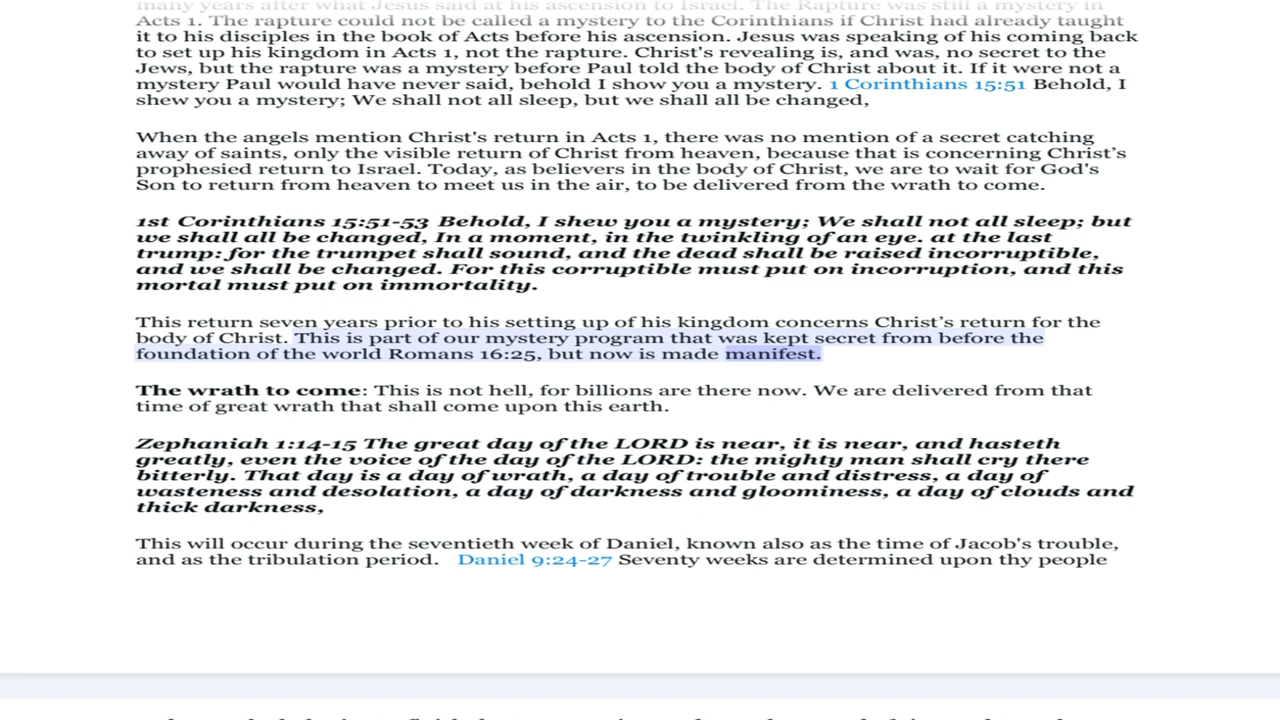 many years after what Jesus said at his ascension to Israel. The Rapture was still a mystery in
Acts 1. The rapture could not be called a mystery to the Corinthians if Christ had already taught
it to his disciples in the book of Acts before his ascension. Jesus was speaking of his coming back
to set up his kingdom in Acts 1, not the rapture. Christ's revealing is, and was, no secret to the
Jews, but the rapture was a mystery before Paul told the body of Christ about it. If it were not a
mystery Paul would have never said, behold I show you a mystery. 1 Corinthians 15:51 Behold, I
shew you a mystery; We shall not all sleep, but we shall all be changed,
When the angels mention Christ's return in Acts 1, there was no mention of a secret catching
away of saints, only the visible return of Christ from heaven, because that is concerning Christ’s
prophesied return to Israel. Today, as believers in the body of Christ, we are to wait for God's
Son to return from heaven to meet us in the air, to be delivered from the wrath to come.
1st Corinthians 15:51-53 Behold, I shew you a mystery; We shall not all sleep; but
we shall all be changed, In a moment, in the twinkling of an eye. at the last
trump: for the trumpet shall sound, and the dead shall be raised incorruptible,
and we shall be changed. For this corruptible must put on incorruption, and this
mortal must put on immortality.
This return seven years prior to his setting up of his kingdom concerns Christ’s return for the
body of Christ. This is part of our mystery program that was kept secret from before the
foundation of the world Romans 16:25, but now is made manifest.
The wrath to come: This is not hell, for billions are there now. We are delivered from that
time of great wrath that shall come upon this earth.
Zephaniah 1:14-15 The great day of the LORD is near, it is near, and hasteth
greatly, even the voice of the day of the LORD: the mighty man shall cry there
bitterly. That day is a day of wrath, a day of trouble and distress, a day of
wasteness and desolation, a day of darkness and gloominess, a day of clouds and
thick darkness,
This will occur during the seventieth week of Daniel, known also as the time of Jacob's trouble,
and as the tribulation period. Daniel 9:24-27 Seventy weeks are determined upon thy people